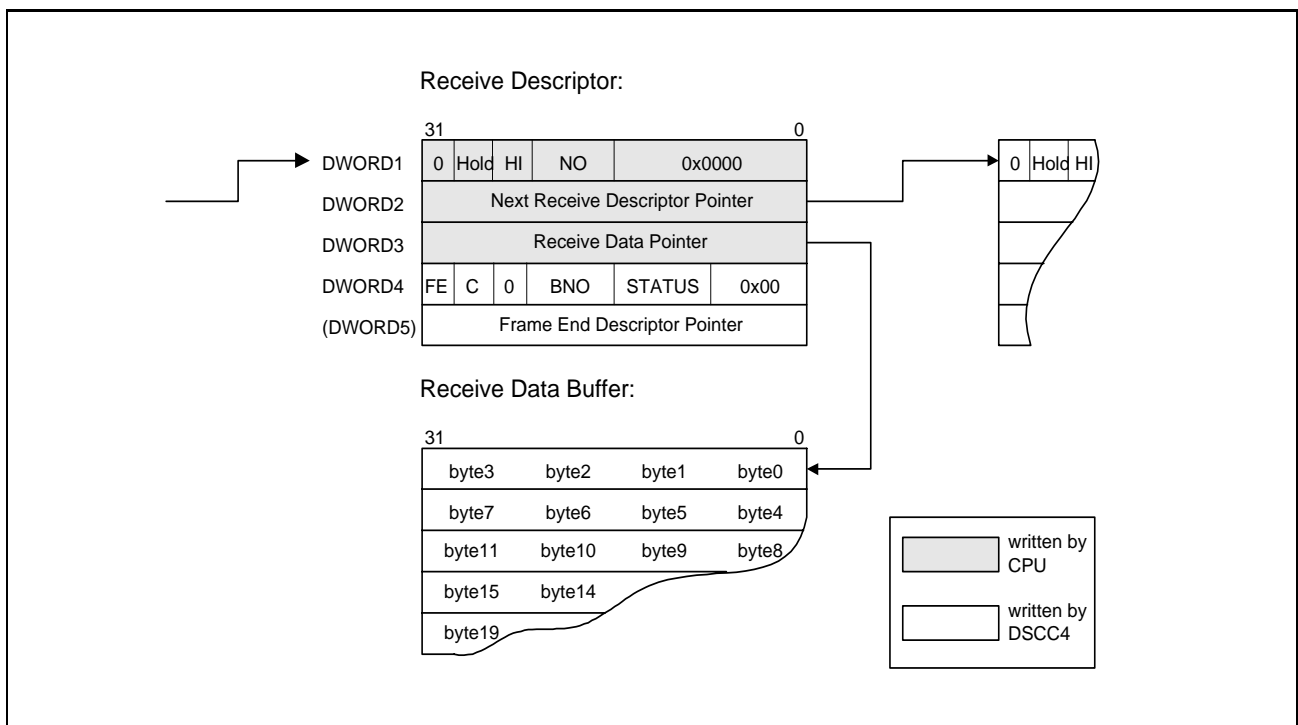 Receive Descriptor:
31 0
DWORD1 0 Hold HI NO 0x0000 0 Hold HI
DWORD2 Next Receive Descriptor Pointer
DWORD3 Receive Data Pointer
DWORD4 FE C 0 BNO STATUS 0x00
(DWORD5) Frame End Descriptor Pointer
Receive Data Buffer:
31 0
byte3 byte2 byte1 byte0
byte7 byte6 byte5 byte4
byte11 byte10 byte9 byte8
byte15 byte14
byte19
written by
CPU
written by
DSCC4